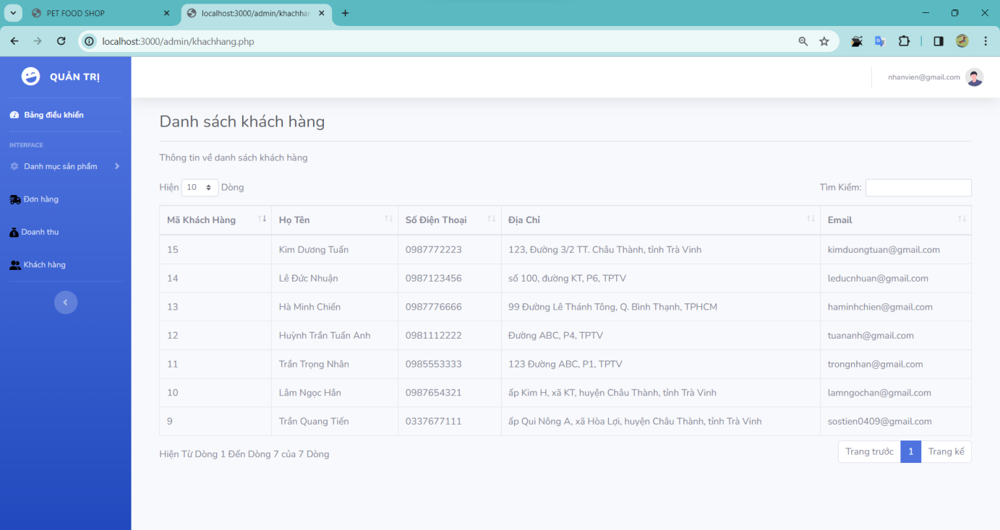 PET FOOD SHOP
localhost:3000/admin/khachhan
localhost:3000/admin/khachhang.php
QUẢN TRỊ
nhanvien@gmail.com
Bảng điều khiển
INTERFACE
Danh mục sản phẩm
Đơn hàng
Doanh thu
Khách hàng
Danh sách khách hàng
Thông tin về danh sách khách hàng
Hiện 10 Dòng Tìm Kiếm:
Mã Khách Hàng Họ Tên Số Điện Thoại Địa Chỉ Email
15 Kim Dương Tuấn 0987772223 123, Đường 3/2 TT. Châu Thành, tỉnh Trà Vinh kimduongtuan@gmail.com
14 Lê Đức Nhuận 0987123456 số 100, đường KT, P6, TPTV leducnhuan@gmail.com
13 Hà Minh Chiến 0987776666 99 Đường Lê Thánh Tông, Q. Bình Thạnh, TPHCM haminhchien@gmail.com
12 Huỳnh Trần Tuấn Anh 0981112222 Đường ABC, P4, TPTV tuananh@gmail.com
11 Trần Trọng Nhân 0985553333 123 Đường ABC, P1, TPTV trongnhan@gmail.com
10 Lâm Ngọc Hân 0987654321 ấp Kim H, xã KT, huyện Châu Thành, tỉnh Trà Vinh lamngochan@gmail.com
9 Trần Quang Tiến 0337677111 ấp Qui Nông A, xã Hòa Lợi, huyện Châu Thành, tỉnh Trà Vinh sostien0409@gmail.com
Hiện Từ Dòng 1 Đến Dòng 7 của 7 Dòng
Trang trước 1 Trang kế